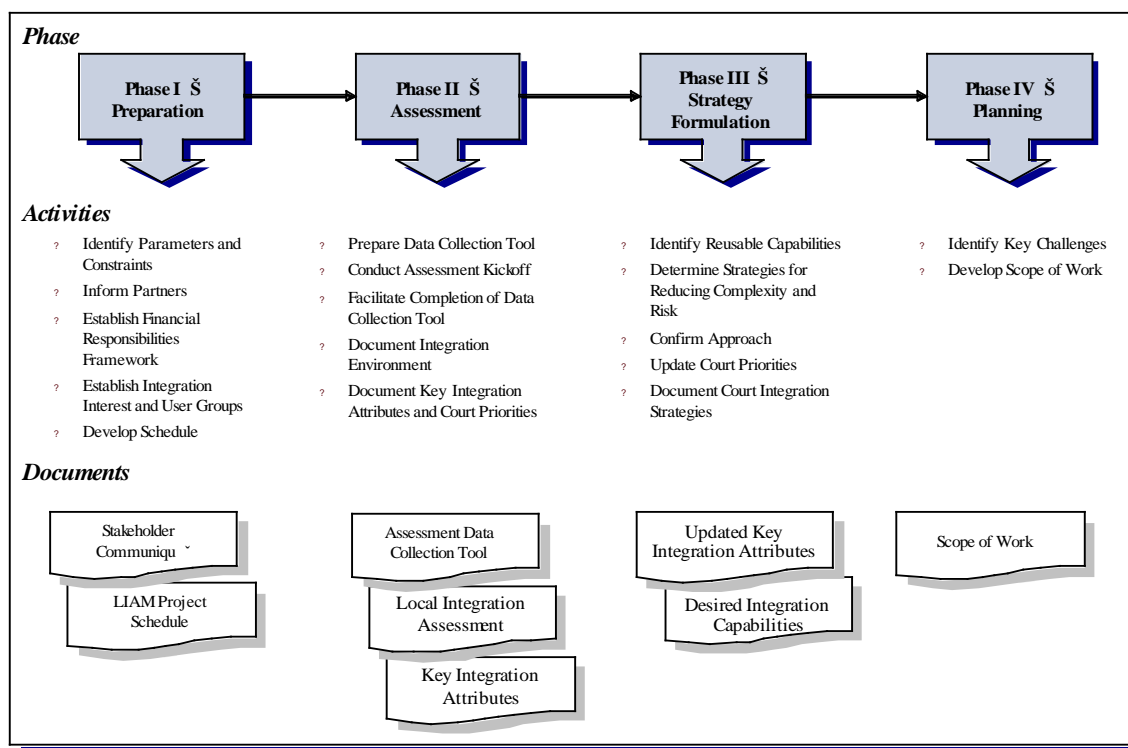 Phase
Phase I Š
Preparation
Phase II Š
Assessment
Phase III Š
Strategy
Formulation
Phase IV Š
Planning
Activities
? Identify Parameters and
Constraints
? Inform Partners
? Establish Financial
Responsibilities
Framework
? Establish Integration
Interest and User Groups
? Develop Schedule
? Prepare Data Collection Tool
? Conduct Assessment Kickoff
? Facilitate Completion of Data
Collection Tool
? Document Integration
Environment
? Document Key Integration
Attributes and Court Priorities
? Identify Reusable Capabilities
? Determine Strategies for
Reducing Complexity and
Risk
? Confirm Approach
? Update Court Priorities
? Document Court Integration
Strategies
? Identify Key Challenges
? Develop Scope of Work
Documents
Stakeholder
Communiqu ˇ
LIAM Project
Schedule
Assessment Data
Collection Tool
Local Integration
Assessment
Key Integration
Attributes
Updated Key
Integration Attributes
Desired Integration
Capabilities
Scope of Work